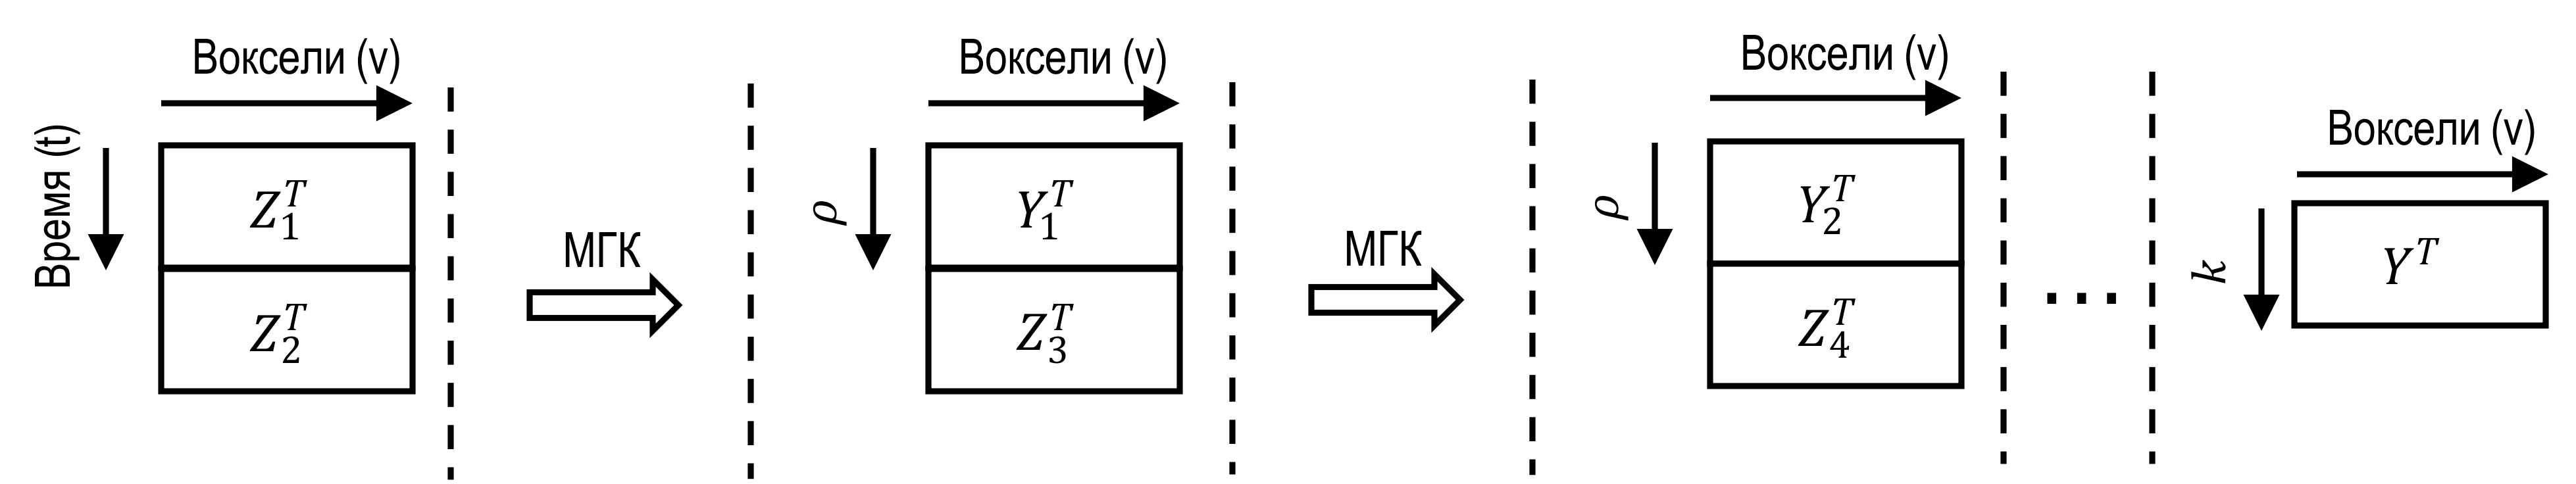 Воксели (v)
Время (t)
Z_1^T
Z_2^T
МГК
Воксели (v)
ρ
Y_1^T
Z_3^T
МГК
Воксели (v)
ρ
Y_2^T
Z_4^T
...
Воксели (v)
k
Y^T